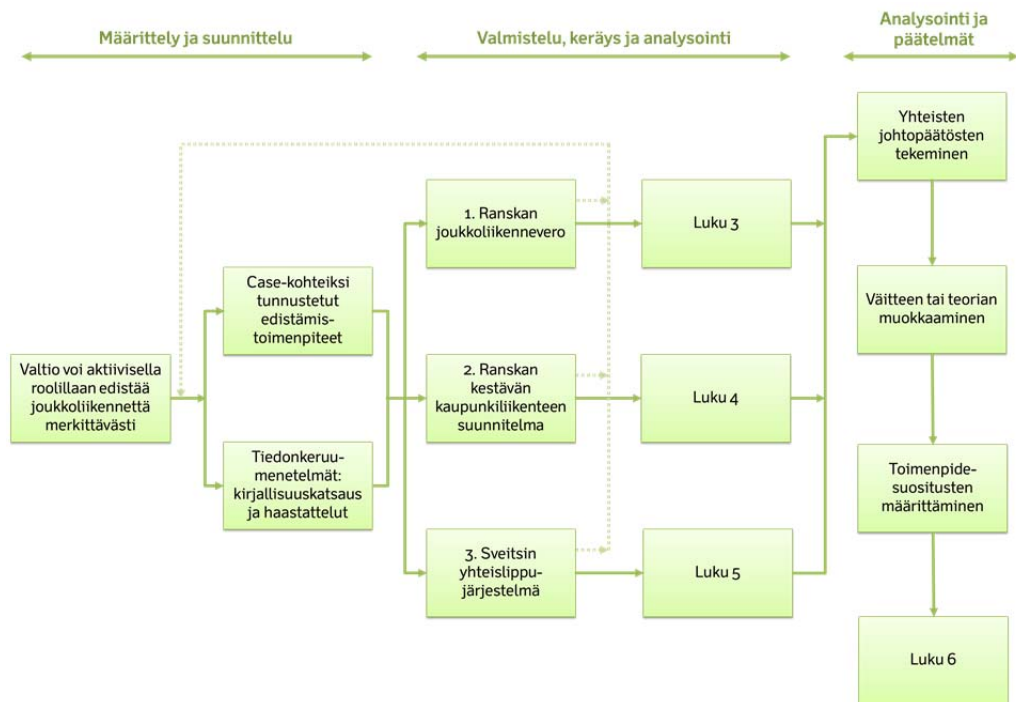 Määrittely ja suunnittelu
Valmistelu, keräys ja analysointi
Analysointi ja
päätelmät
Valtio voi aktiivisella
roolillaan edistää
joukkoliikennettä
merkittävästi
Case-kohteiksi
tunnustetut
edistämis-
toimenpiteet
Tiedonkeruu-
menetelmät:
kirjallisuuskatsaus
ja haastattelut
1. Ranskan
joukkoliikennevero
2. Ranskan
kestävän
kaupunkiliikenteen
suunnitelma
3. Sveitsin
yhteislippu-
järjestelmä
Luku 3
Luku 4
Luku 5
Yhteisten
johtopäätösten
tekeminen
Väitteen tai teorian
muokkaaminen
Toimenpide-
suositusten
määrittäminen
Luku 6